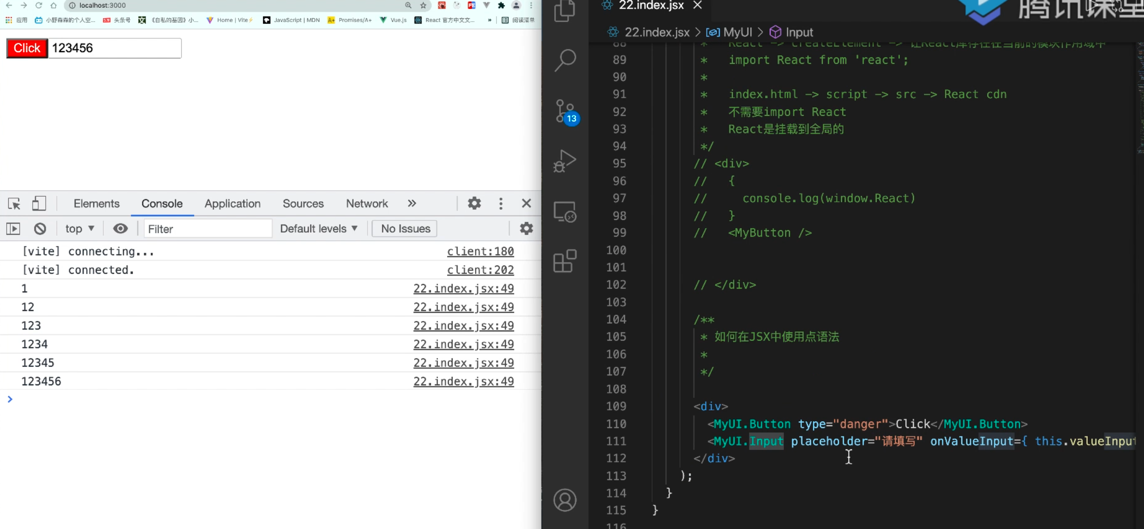 localhost:3000
应用
小野森森的个人空...
头条号
《自私的基因》小...
Home | Vite⚡
JavaScript | MDN
Promises/A+
Vue.js
React 官方中文文...
»
阅读清单
Click 123456
Elements Console Application Sources Network »
top ▼ Filter Default levels ▼ No Issues
[vite] connecting... client:180
[vite] connected. client:202
1 22.index.jsx:49
12 22.index.jsx:49
123 22.index.jsx:49
1234 22.index.jsx:49
12345 22.index.jsx:49
123456 22.index.jsx:49
>
22.index.jsx ×
腾讯课堂
22.index.jsx > MyUI > Input
13
88 * React -> createElement -> 让React库存在在当前的模块作用域中
89 * import React from 'react';
90 *
91 * index.html -> script -> src -> React cdn
92 * 不需要import React
93 * React是挂载到全局的
94 */
95 // <div>
96 // {
97 // console.log(window.React)
98 // }
99 // <MyButton />
100
101
102 // </div>
103
104 /**
105 * 如何在JSX中使用点语法
106 *
107 */
108
109 <div>
110 <MyUI.Button type="danger">Click</MyUI.Button>
111 <MyUI.Input placeholder="请填写" onValueInput={ this.valueInput
112 </div>
113 );
114 }
115 }
116